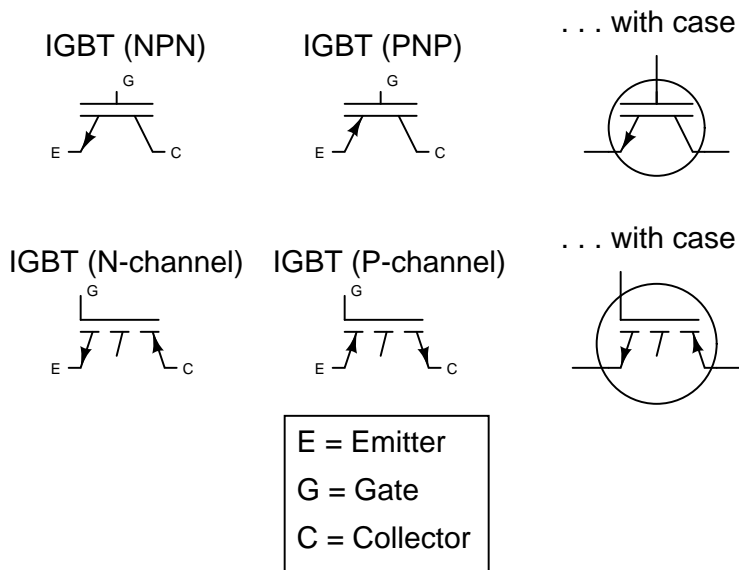 IGBT (NPN)
IGBT (PNP)
. . . with case
G
E
C
G
E
C
IGBT (N-channel)
IGBT (P-channel)
. . . with case
G
E
C
G
E
C
E = Emitter
G = Gate
C = Collector